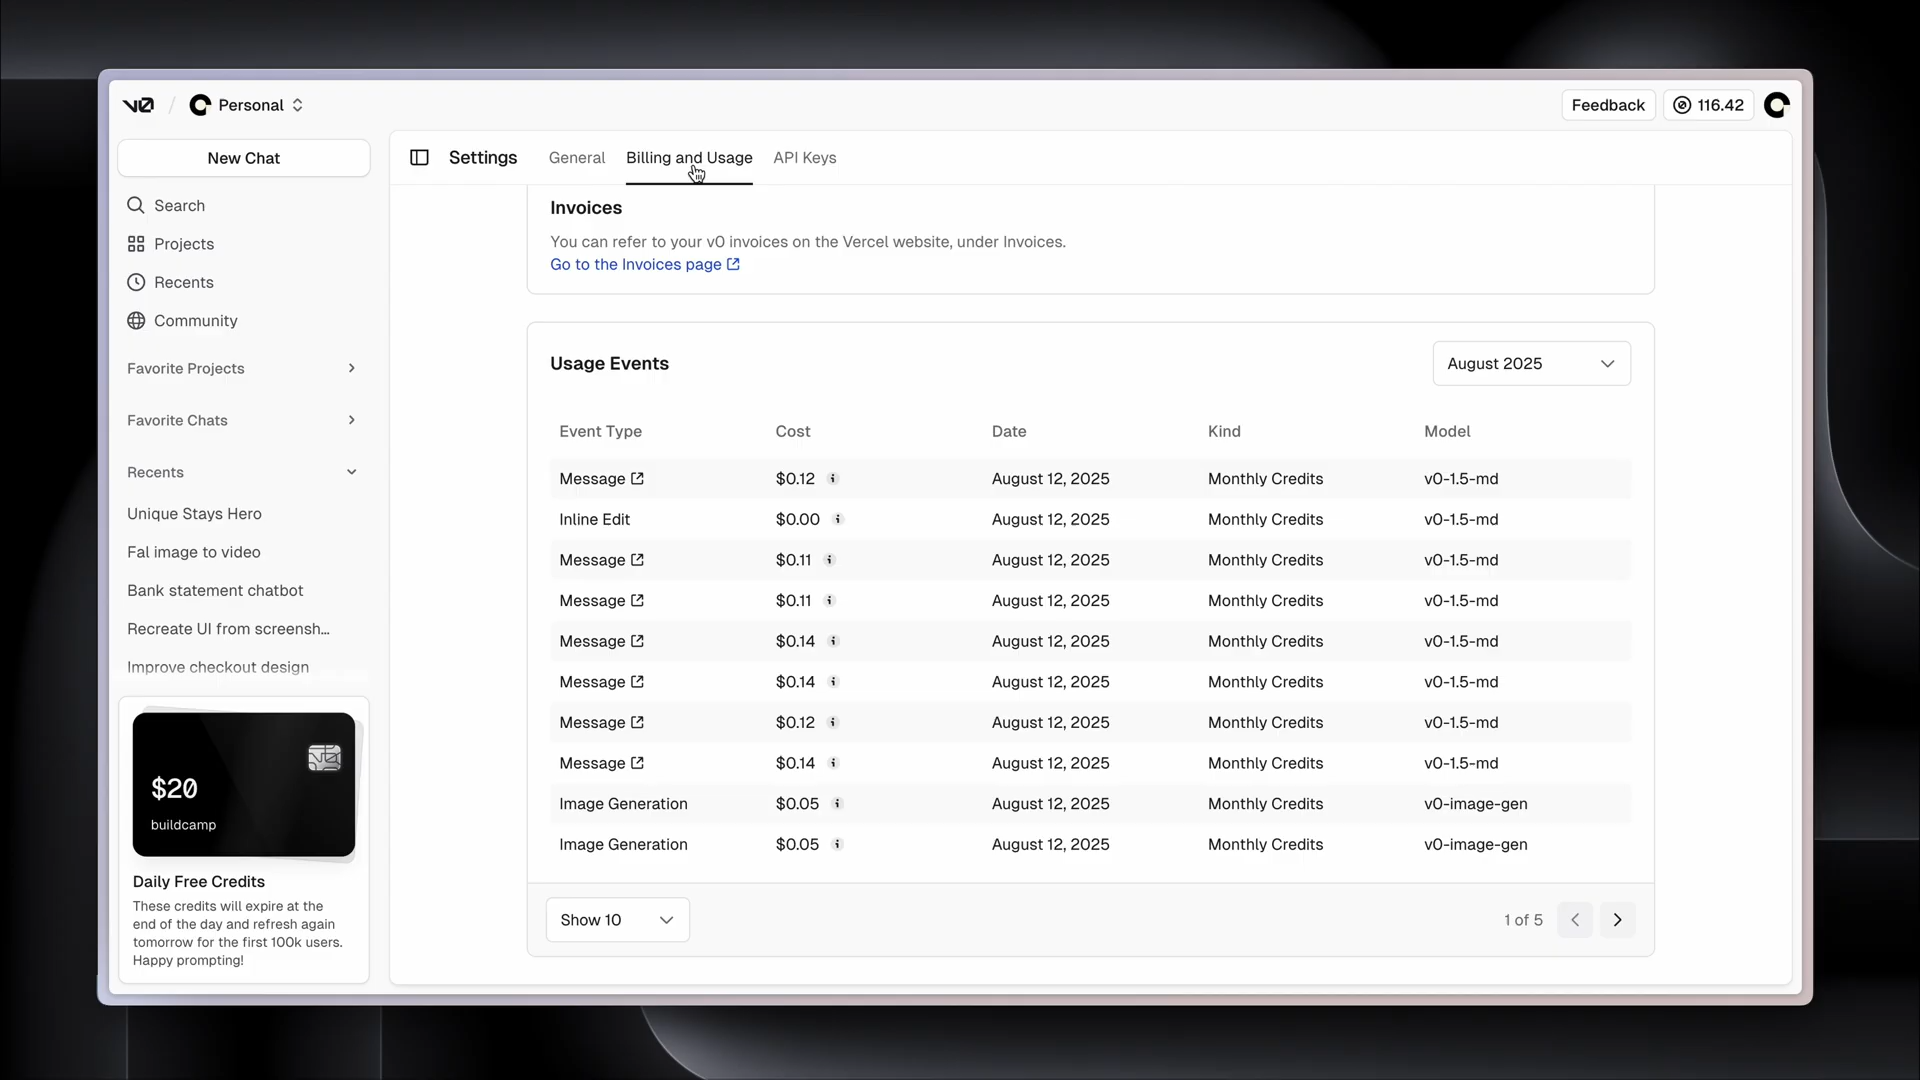 v0 / Personal
Feedback
116.42
New Chat
Search
Projects
Recents
Community
Favorite Projects
Favorite Chats
Recents
Unique Stays Hero
Fal image to video
Bank statement chatbot
Recreate UI from screensh...
Improve checkout design
$20
buildcamp
v0
Daily Free Credits
These credits will expire at the
end of the day and refresh again
tomorrow for the first 100k users.
Happy prompting!
Settings General Billing and Usage API Keys
Invoices
You can refer to your v0 invoices on the Vercel website, under Invoices.
Go to the Invoices page
Usage Events
August 2025
Event Type Cost Date Kind Model
Message $0.12 i August 12, 2025 Monthly Credits v0-1.5-md
Inline Edit $0.00 i August 12, 2025 Monthly Credits v0-1.5-md
Message $0.11 i August 12, 2025 Monthly Credits v0-1.5-md
Message $0.11 i August 12, 2025 Monthly Credits v0-1.5-md
Message $0.14 i August 12, 2025 Monthly Credits v0-1.5-md
Message $0.14 i August 12, 2025 Monthly Credits v0-1.5-md
Message $0.12 i August 12, 2025 Monthly Credits v0-1.5-md
Message $0.14 i August 12, 2025 Monthly Credits v0-1.5-md
Image Generation $0.05 i August 12, 2025 Monthly Credits v0-image-gen
Image Generation $0.05 i August 12, 2025 Monthly Credits v0-image-gen
Show 10
1 of 5